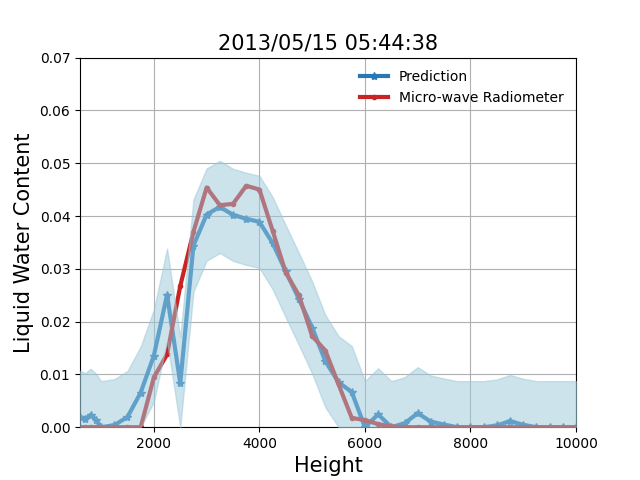 2013/05/15 05:44:38
0.07
0.06
0.05
0.04
0.03
0.02
0.01
0.00
Liquid Water Content
Prediction
Micro-wave Radiometer
2000 4000 6000 8000 10000
Height